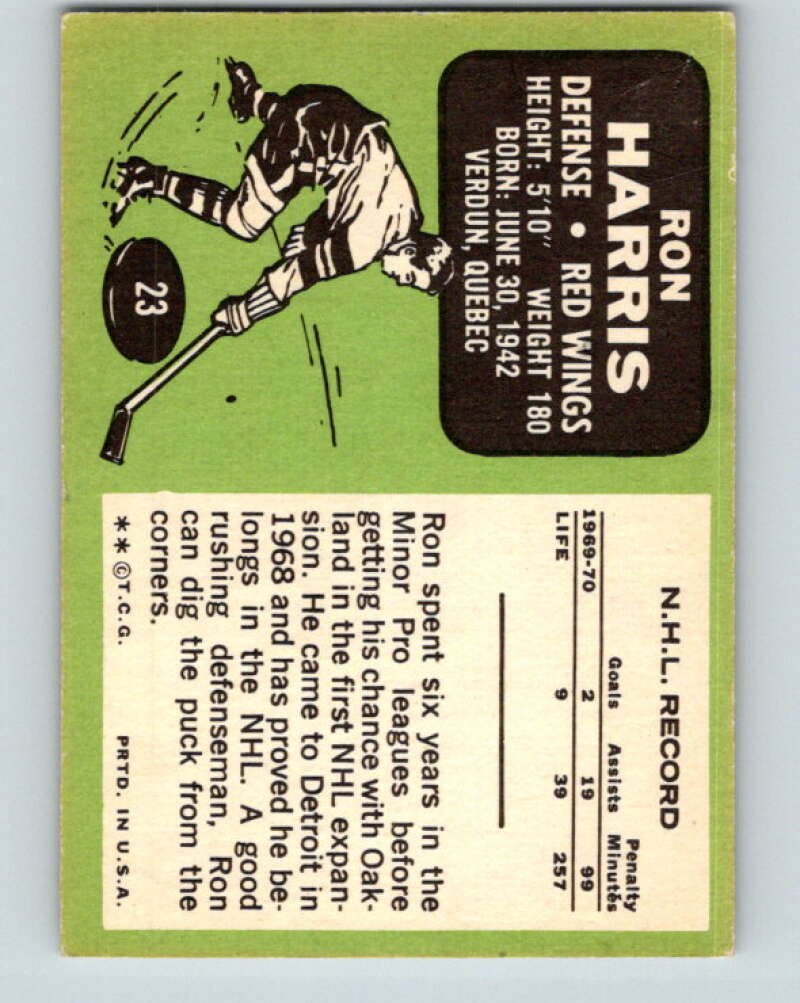 RON
HARRIS
DEFENSE • RED WINGS
HEIGHT: 5'10" WEIGHT 180
BORN: JUNE 30, 1942
VERDUN, QUEBEC
23
N.H.L. RECORD
Penalty
Goals Assists Minutes
1969-70 2 19 99
LIFE 9 39 257
Ron spent six years in the
Minor Pro leagues before
getting his chance with Oak-
land in the first NHL expan-
sion. He came to Detroit in
1968 and has proved he be-
longs in the NHL. A good
rushing defenseman, Ron
can dig the puck from the
corners.
**©T.C.G. PRTD. IN U.S.A.